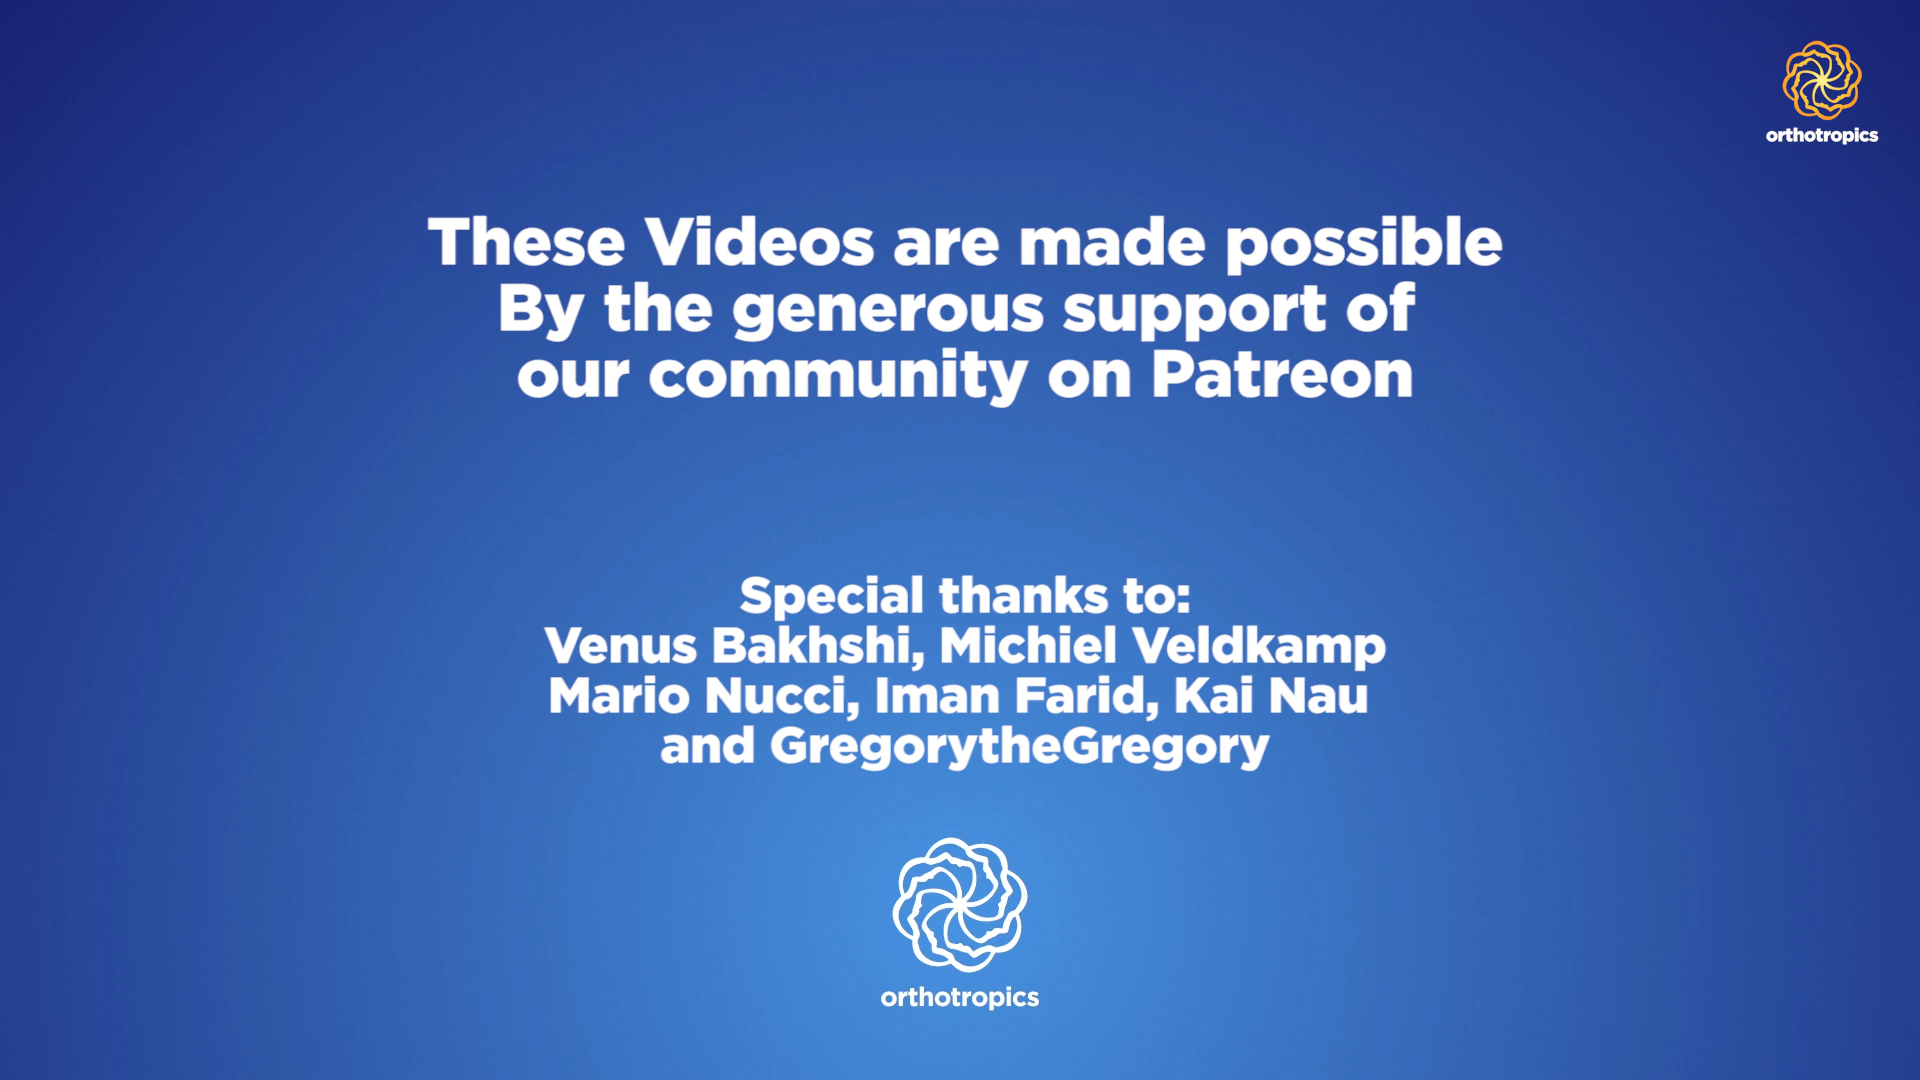 orthotropics
These Videos are made possible
By the generous support of
our community on Patreon
Special thanks to:
Venus Bakhshi, Michiel Veldkamp
Mario Nucci, Iman Farid, Kai Nau
and GregorytheGregory
orthotropics